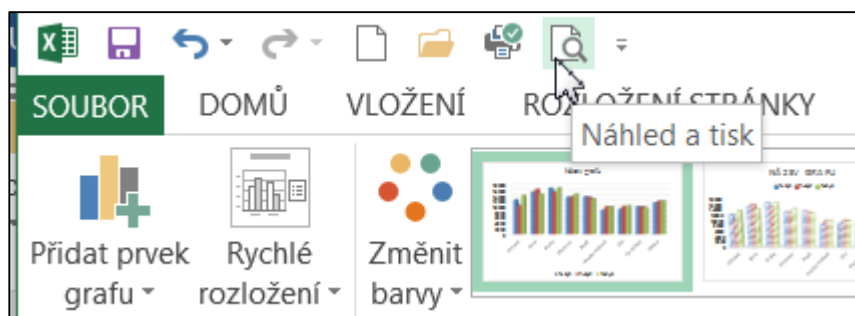 SOUBOR DOMŮ VLOŽENÍ ROZLOŽENÍ STRÁNKY
Náhled a tisk
Přidat prvek grafu
Rychlé rozložení
Změnit barvy